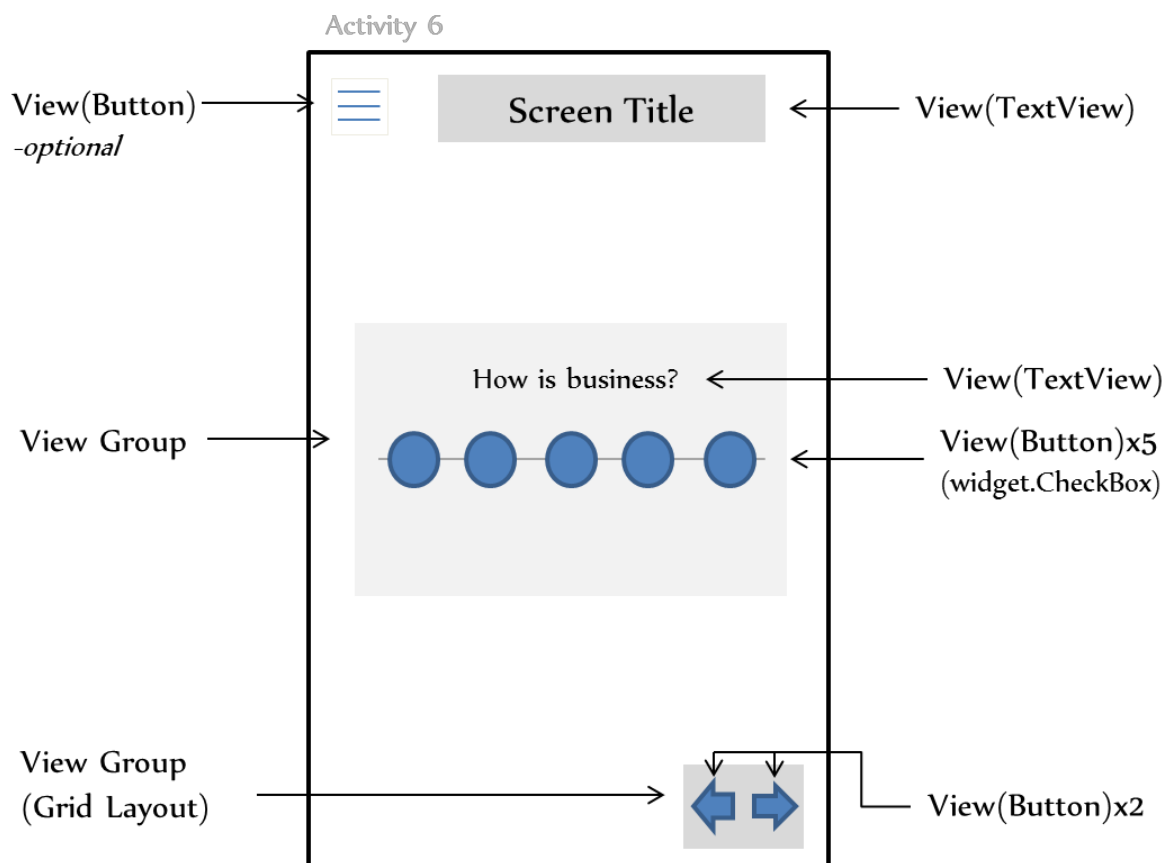 Activity 6
View(Button)
-optional
Screen Title
View(TextView)
How is business?
View(TextView)
View Group
View(Button)x5
(widget.CheckBox)
View Group
(Grid Layout)
View(Button)x2